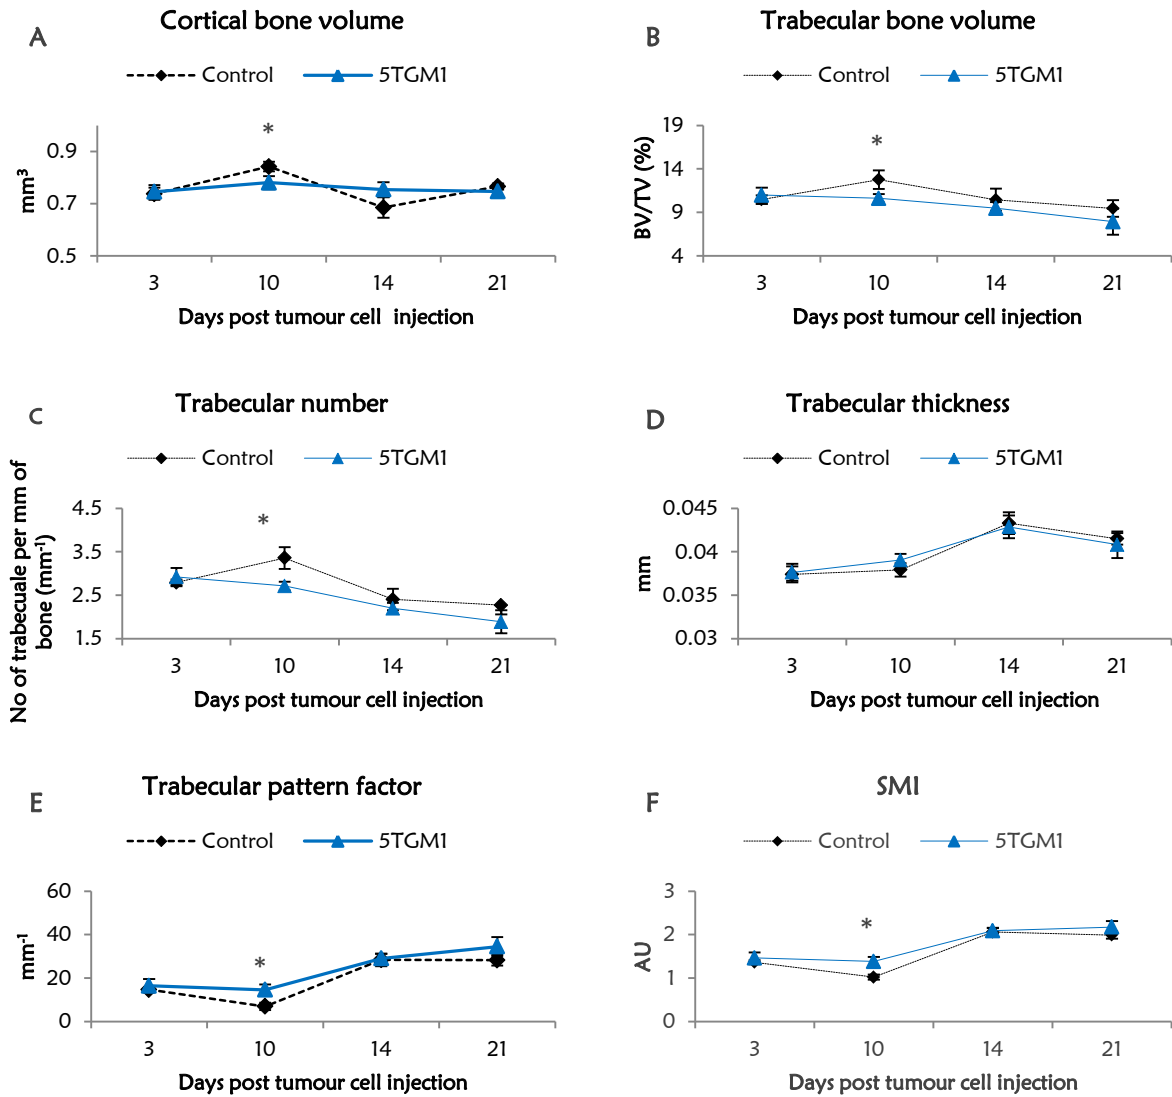 Cortical bone volume
A
Control 5TGM1
*
0.9
0.7
0.5
mm³
3 10 14 21
Days post tumour cell injection
Trabecular bone volume
B
Control 5TGM1
*
19
14
9
4
BV/TV (%)
3 10 14 21
Days post tumour cell injection
Trabecular number
C
Control 5TGM1
*
4.5
3.5
2.5
1.5
No of trabecuale per mm of
bone (mm⁻¹)
3 10 14 21
Days post tumour cell injection
Trabecular thickness
D
Control 5TGM1
0.045
0.04
0.035
0.03
mm
3 10 14 21
Days post tumour cell injection
Trabecular pattern factor
E
Control 5TGM1
*
60
40
20
0
mm⁻¹
3 10 14 21
Days post tumour cell injection
SMI
F
Control 5TGM1
*
3
2
1
0
AU
3 10 14 21
Days post tumour cell injection